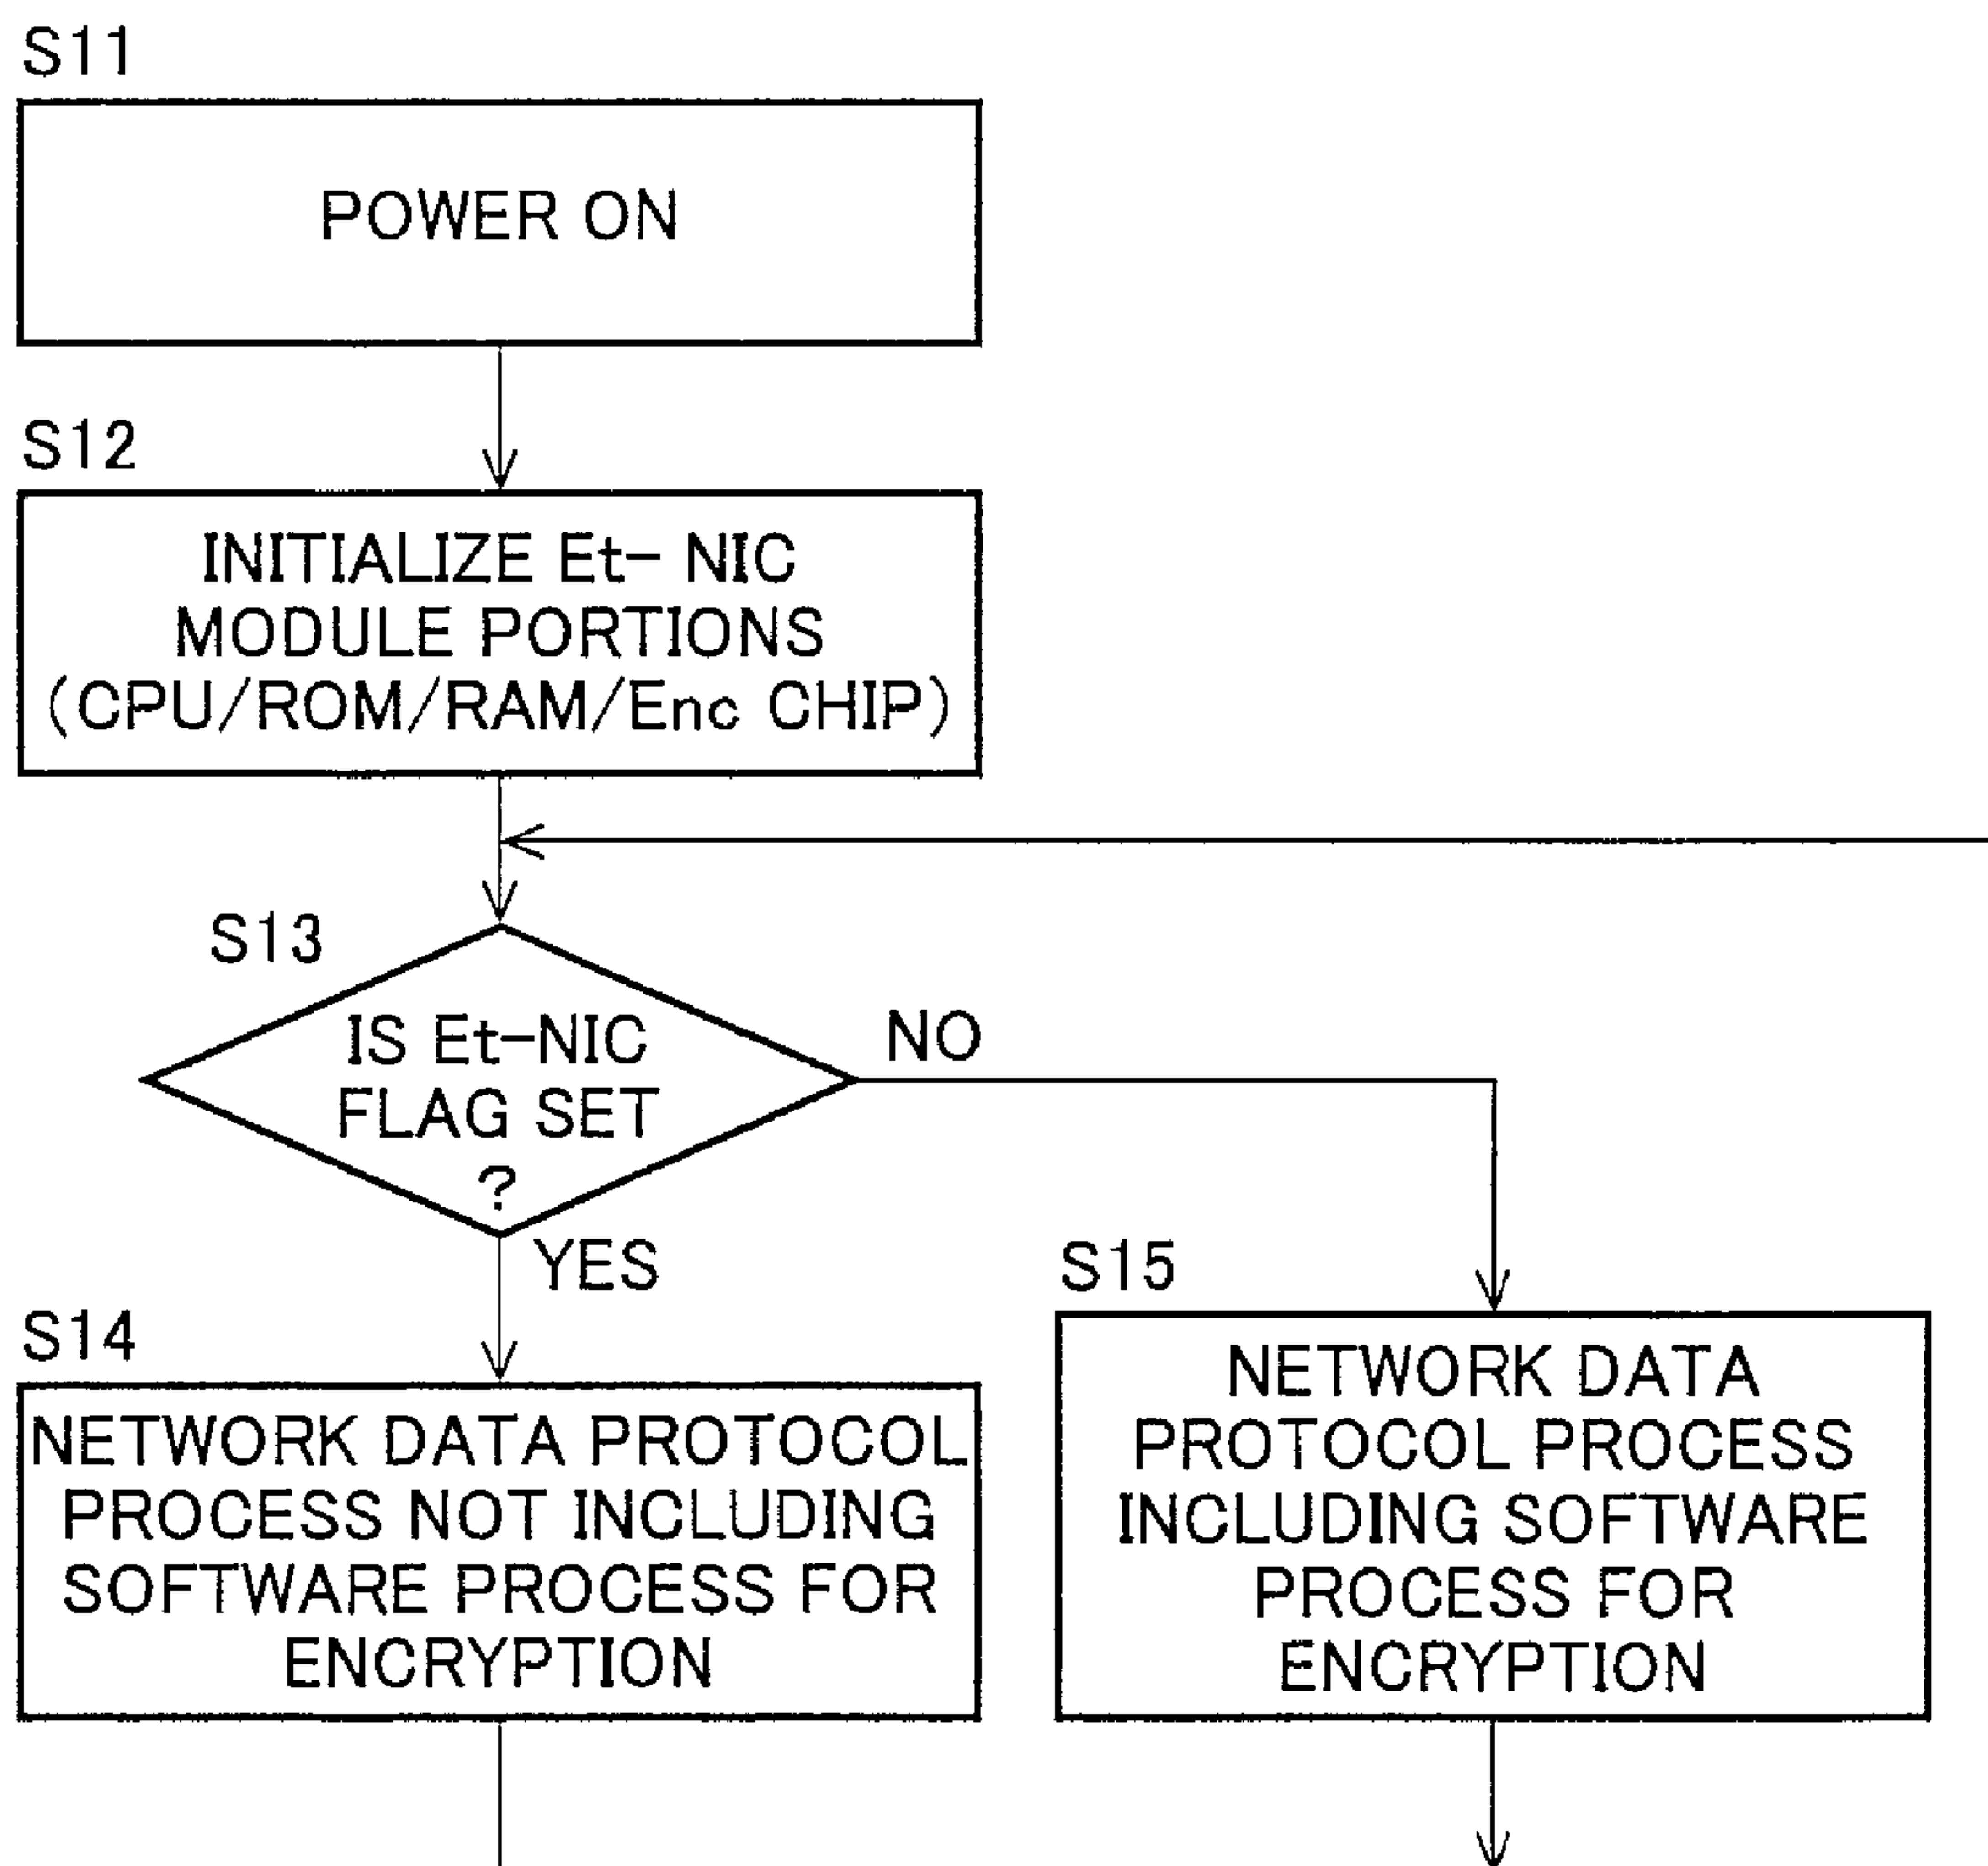 S11
POWER ON
S12
INITIALIZE Et- NIC
MODULE PORTIONS
(CPU/ROM/RAM/Enc CHIP)
S13
IS Et-NIC
FLAG SET
?
NO
YES
S14
NETWORK DATA PROTOCOL
PROCESS NOT INCLUDING
SOFTWARE PROCESS FOR
ENCRYPTION
S15
NETWORK DATA
PROTOCOL PROCESS
INCLUDING SOFTWARE
PROCESS FOR
ENCRYPTION